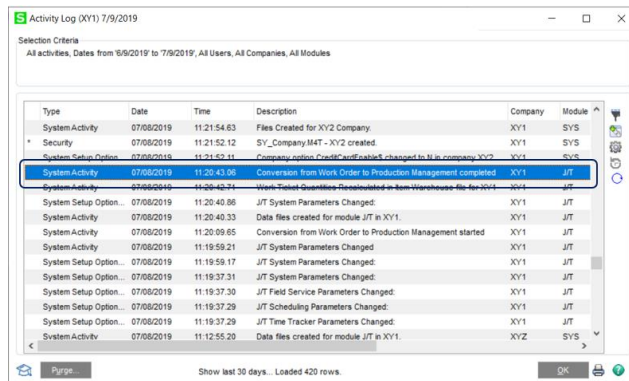 S Activity Log (XY1) 7/9/2019
Selection Criteria
All activities, Dates from '6/9/2019' to '7/9/2019', All Users, All Companies, All Modules
Type Date Time Description Company Module
System Activity 07/08/2019 11:21:54.63 Files Created for XY2 Company. XY1 SYS
* Security 07/08/2019 11:21:52.12 SY_Company.M4T - XY2 created. XY1 SYS
System Setup Option... 07/08/2019 11:21:52.11 Company option CreditCardEnable$ changed to N in company XY2 XY1 SYS
System Activity 07/08/2019 11:20:43.06 Conversion from Work Order to Production Management completed XY1 J/T
System Activity 07/08/2019 11:20:42.71 Work Ticket Quantities Recalculated in Item Warehouse file for XY1 XY1 J/T
System Setup Option... 07/08/2019 11:20:40.86 J/T System Parameters Changed: XY1 J/T
System Activity 07/08/2019 11:20:40.33 Data files created for module J/T in XY1. XY1 J/T
System Activity 07/08/2019 11:20:09.65 Conversion from Work Order to Production Management started XY1 J/T
System Activity 07/08/2019 11:19:59.21 J/T System Parameters Changed XY1 J/T
System Setup Option... 07/08/2019 11:19:59.17 J/T System Parameters Changed: XY1 J/T
System Setup Option... 07/08/2019 11:19:37.31 J/T System Parameters Changed: XY1 J/T
System Setup Option... 07/08/2019 11:19:37.30 J/T Field Service Parameters Changed: XY1 J/T
System Setup Option... 07/08/2019 11:19:37.29 J/T Scheduling Parameters Changed: XY1 J/T
System Setup Option... 07/08/2019 11:19:37.29 J/T Time Tracker Parameters Changed: XY1 J/T
System Activity 07/08/2019 11:12:55.20 Data files created for module J/T in XY1. XYZ SYS
Purge... Show last 30 days... Loaded 420 rows. OK